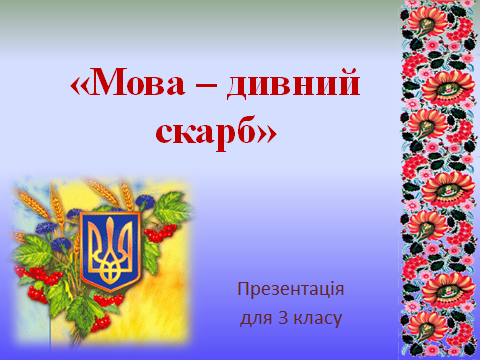 «Мова – дивний
скарб»
Презентація
для 3 класу